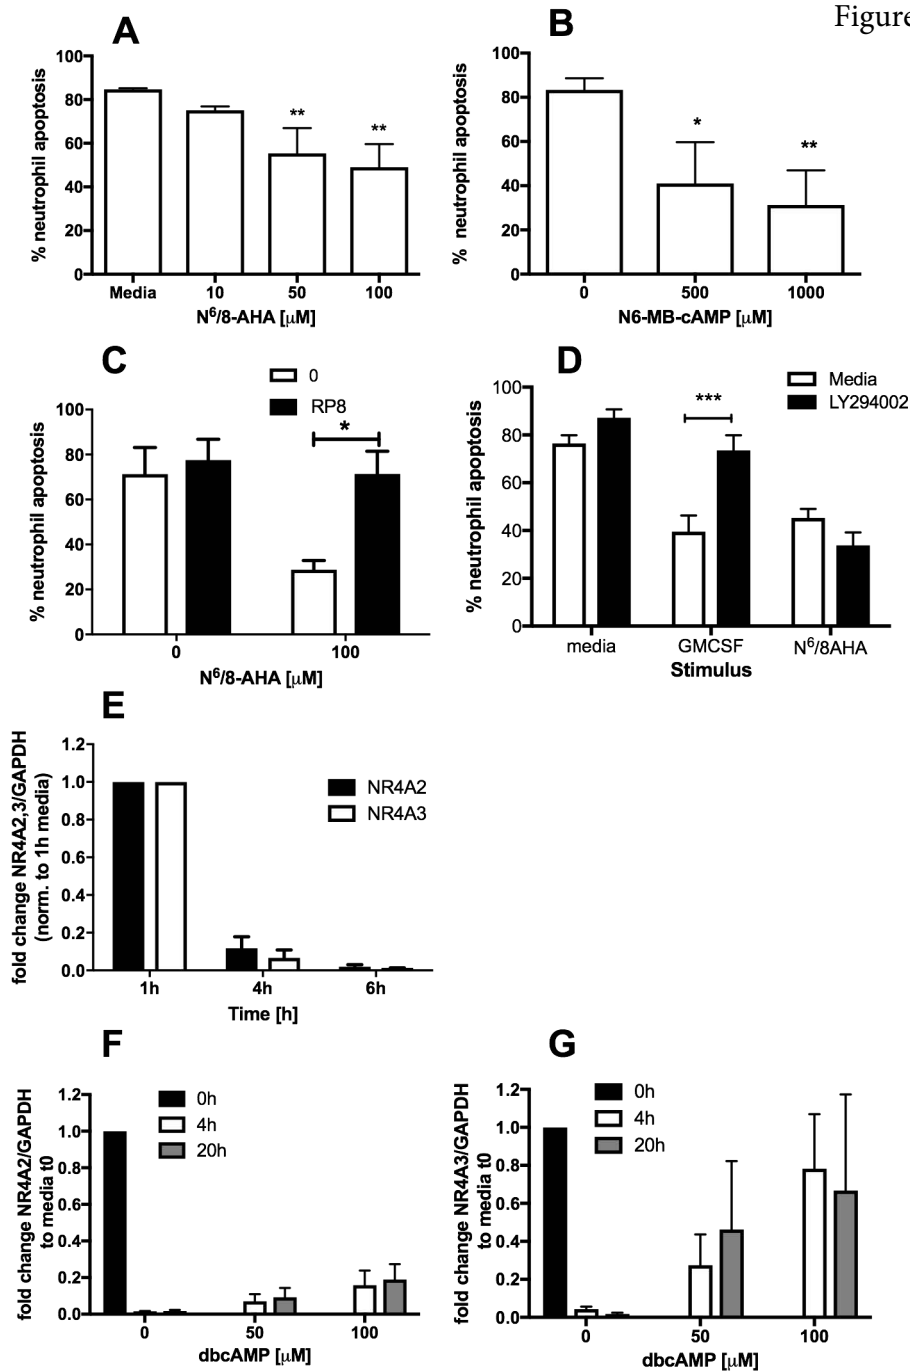 Figure
A
100
80
60
40
20
0
% neutrophil apoptosis
**
**
Media 10 50 100
N⁶/8-AHA [µM]
B
100
80
60
40
20
0
% neutrophil apoptosis
*
**
0 500 1000
N6-MB-cAMP [µM]
C
0
RP8
100
80
60
40
20
0
% neutrophil apoptosis
*
0 100
N⁶/8-AHA [µM]
D
Media
LY294002
100
80
60
40
20
0
% neutrophil apoptosis
***
media GMCSF N⁶/8AHA
Stimulus
E
1.2
1.0
0.8
0.6
0.4
0.2
0.0
fold change NR4A2,3/GAPDH
(norm. to 1h media)
NR4A2
NR4A3
1h 4h 6h
Time [h]
F
0h
4h
20h
1.2
1.0
0.8
0.6
0.4
0.2
0.0
fold change NR4A2/GAPDH
to media t0
0 50 100
dbcAMP [µM]
G
0h
4h
20h
1.2
1.0
0.8
0.6
0.4
0.2
0.0
fold change NR4A3/GAPDH
to media t0
0 50 100
dbcAMP [µM]